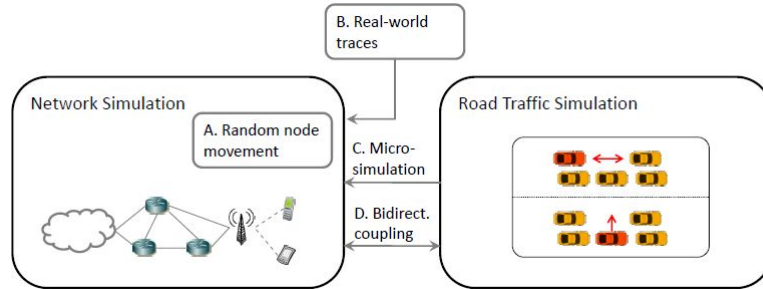 B. Real-world
traces
Network Simulation
Road Traffic Simulation
A. Random node
movement
C. Micro-
simulation
D. Bidirect.
coupling